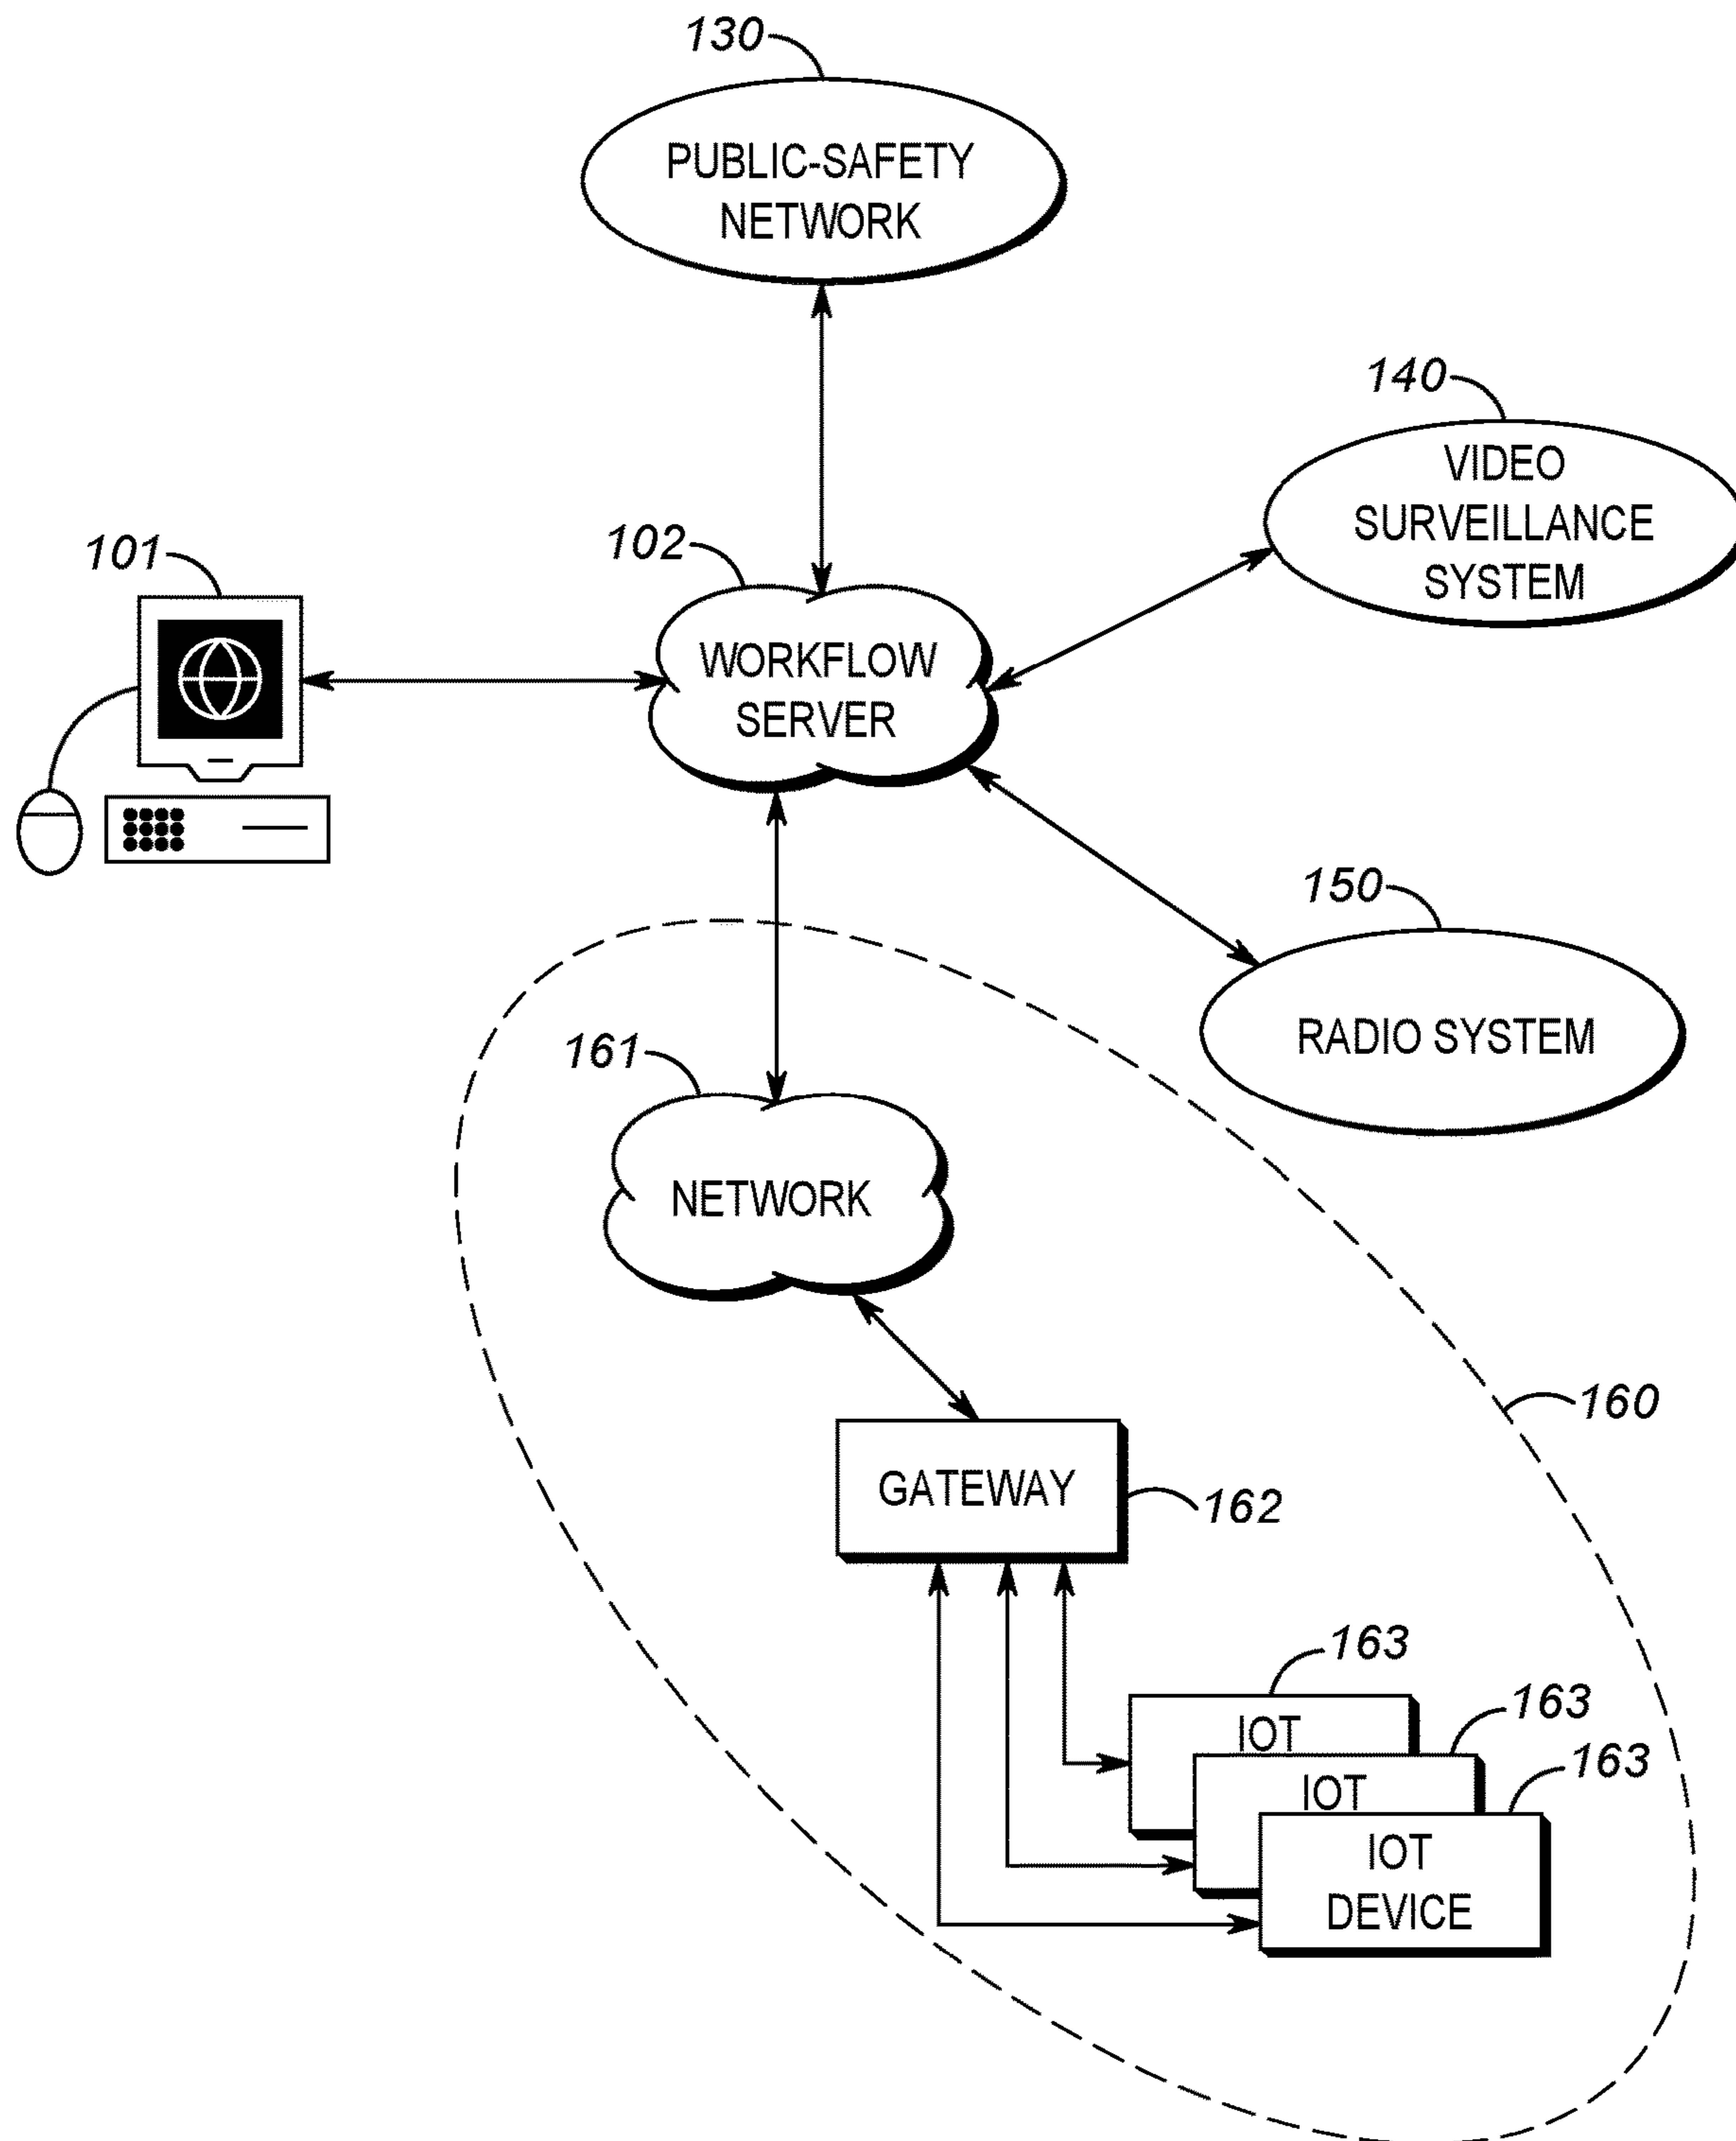 130
PUBLIC-SAFETY
NETWORK
140
VIDEO
SURVEILLANCE
SYSTEM
101
102
WORKFLOW
SERVER
150
RADIO SYSTEM
161
NETWORK
160
GATEWAY
162
163
IOT
163
IOT
163
IOT
DEVICE